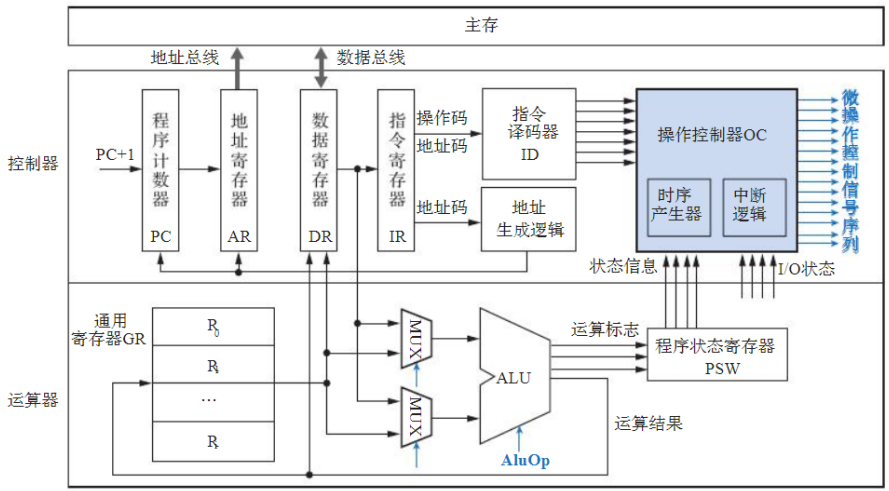 主存
地址总线
数据总线
控制器
PC+1
程序计数器
PC
地址寄存器
AR
数据寄存器
DR
指令寄存器
IR
操作码
地址码
指令
译码器
ID
地址码
地址
生成逻辑
操作控制器OC
时序
产生器
中断
逻辑
微操作控制信号序列
状态信息
I/O状态
运算器
通用
寄存器GR
R0
Ri
…
Ri
MUX
MUX
ALU
AluOp
运算标志
运算结果
程序状态寄存器
PSW